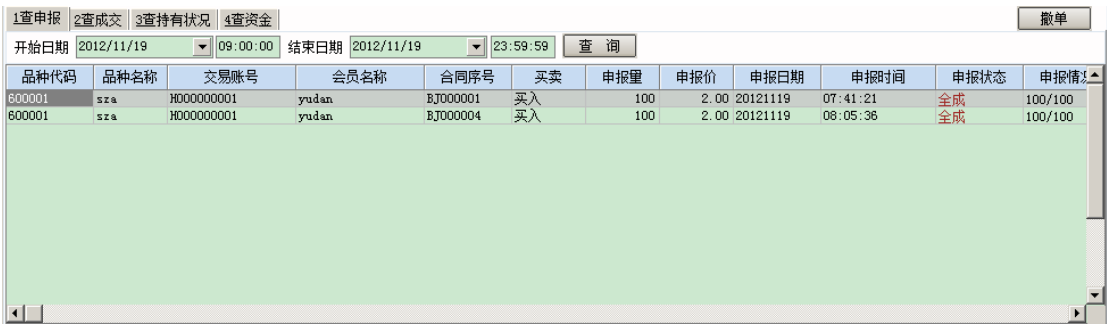 1查申报 2查成交 3查持有状况 4查资金 撤单
开始日期 2012/11/19 09:00:00 结束日期 2012/11/19 23:59:59 查 询
品种代码 品种名称 交易账号 会员名称 合同序号 买卖 申报量 申报价 申报日期 申报时间 申报状态 申报情
600001 sza H000000001 yudan BJ000001 买入 100 2.00 20121119 07:41:21 全成 100/100
600001 sza H000000001 yudan BJ000004 买入 100 2.00 20121119 08:05:36 全成 100/100